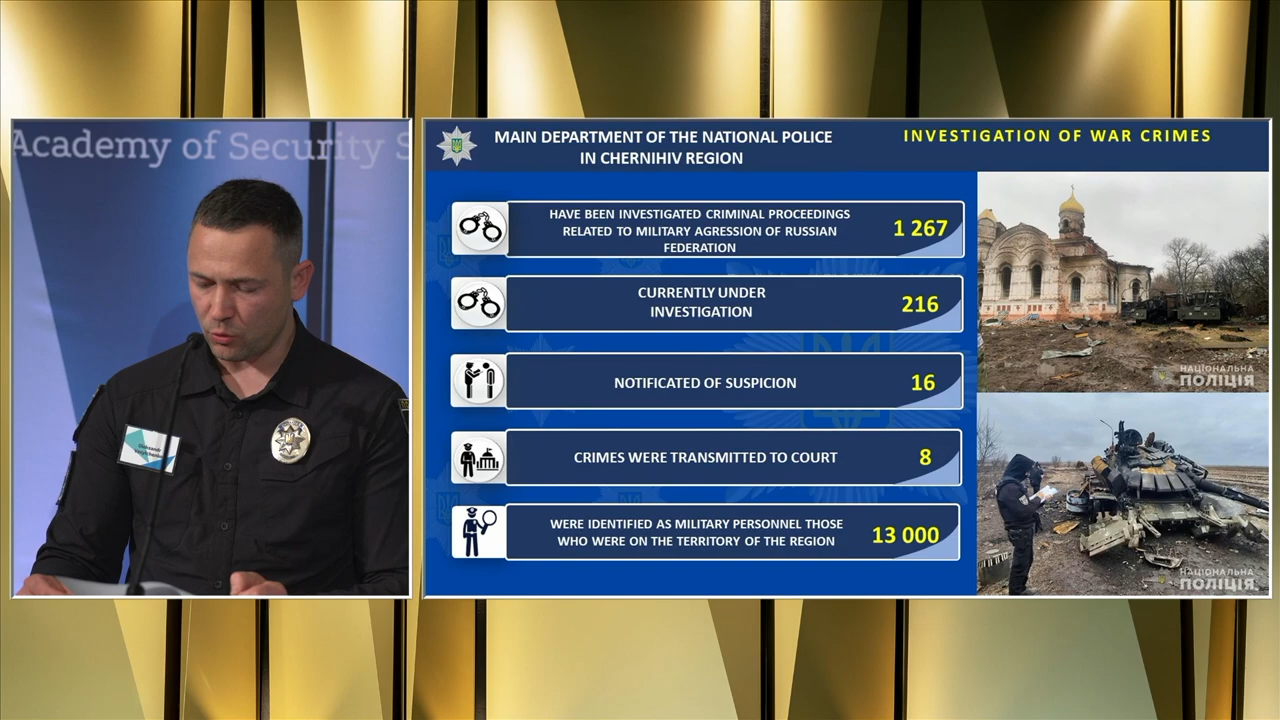 Academy of Security S
MAIN DEPARTMENT OF THE NATIONAL POLICE
IN CHERNIHIV REGION
INVESTIGATION OF WAR CRIMES
HAVE BEEN INVESTIGATED CRIMINAL PROCEEDINGS
RELATED TO MILITARY AGRESSION OF RUSSIAN
FEDERATION
1 267
CURRENTLY UNDER
INVESTIGATION
216
NOTIFICATED OF SUSPICION
16
CRIMES WERE TRANSMITTED TO COURT
8
WERE IDENTIFIED AS MILITARY PERSONNEL THOSE
WHO WERE ON THE TERRITORY OF THE REGION
13 000
НАЦІОНАЛЬНА
ПОЛІЦІЯ
НАЦІОНАЛЬНА
ПОЛІЦІЯ